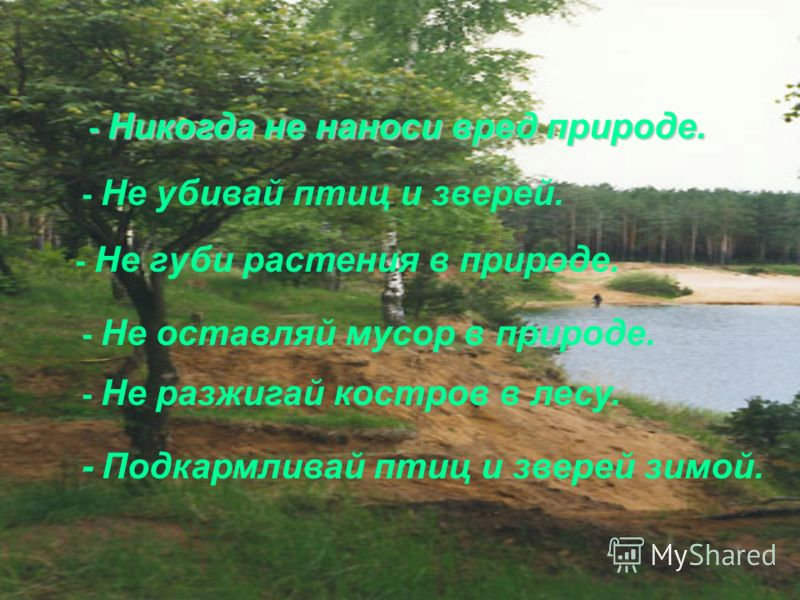 - Никогда не наноси вред природе.
- Не убивай птиц и зверей.
- Не губи растения в природе.
- Не оставляй мусор в природе.
- Не разжигай костров в лесу.
- Подкармливай птиц и зверей зимой.
MyShared